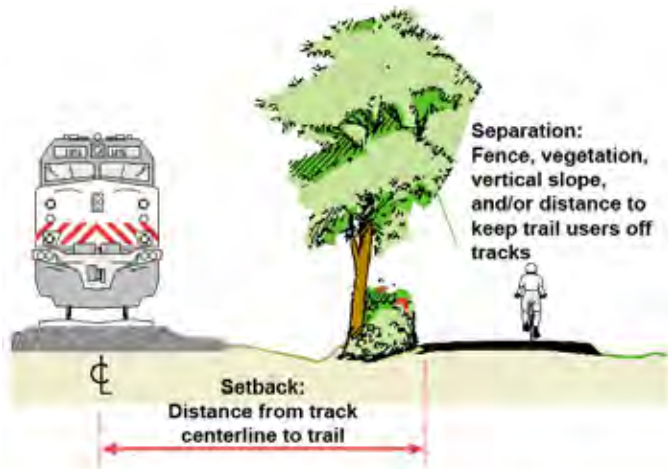 Separation:
Fence, vegetation,
vertical slope,
and/or distance to
keep trail users off
tracks
℄
Setback:
Distance from track
centerline to trail